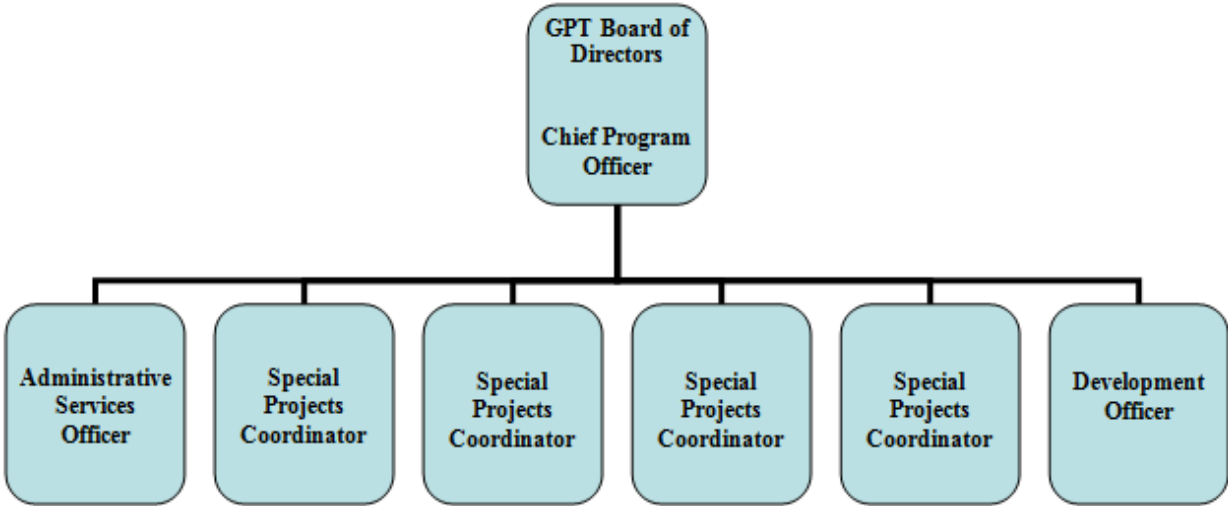 GPT Board of
Directors
Chief Program
Officer
Administrative
Services
Officer
Special
Projects
Coordinator
Special
Projects
Coordinator
Special
Projects
Coordinator
Special
Projects
Coordinator
Development
Officer